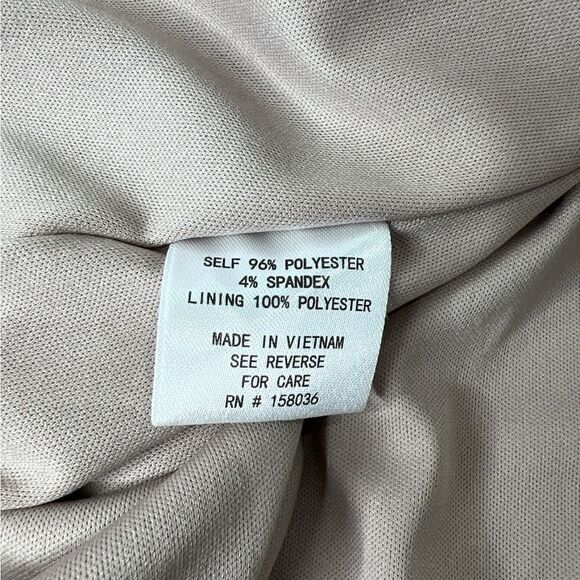 SELF 96% POLYESTER
4% SPANDEX
LINING 100% POLYESTER
MADE IN VIETNAM
SEE REVERSE
FOR CARE
RN # 158036